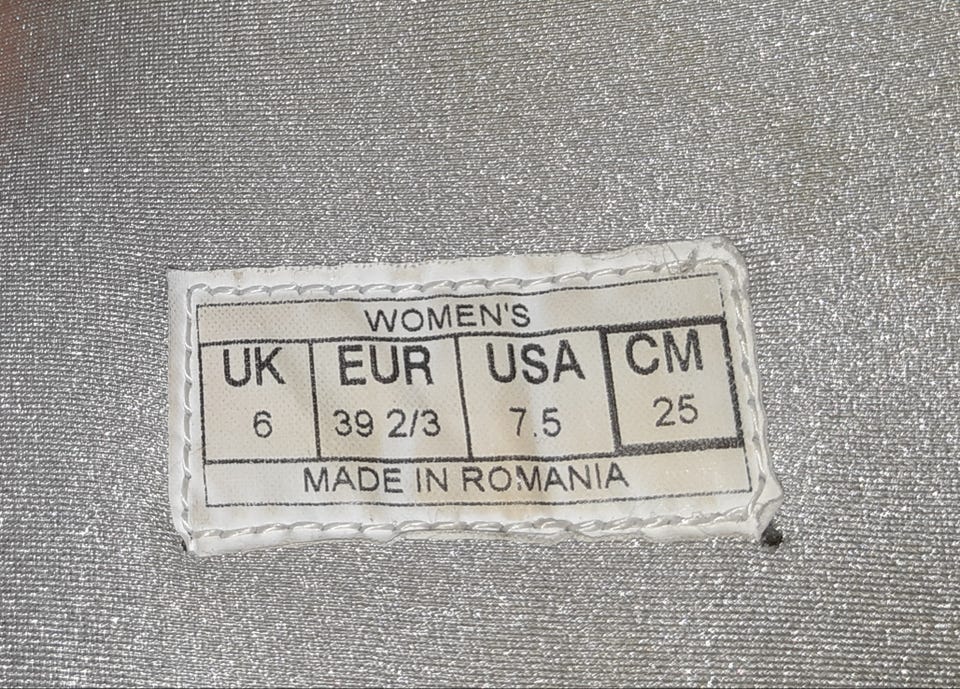 WOMEN'S
UK EUR USA CM
6 39 2/3 7.5 25
MADE IN ROMANIA